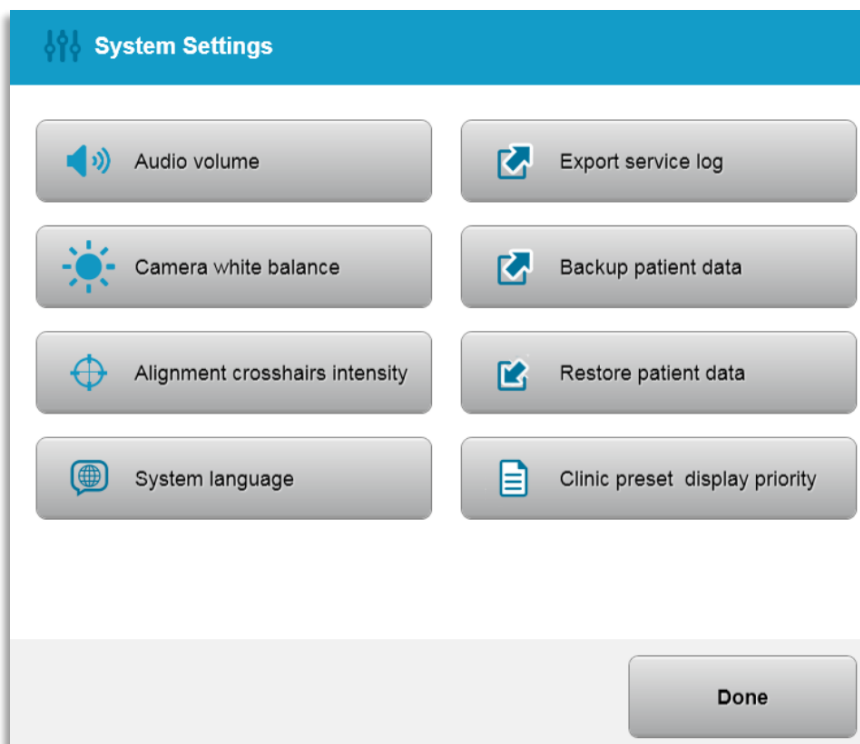 System Settings
Audio volume
Export service log
Camera white balance
Backup patient data
Alignment crosshairs intensity
Restore patient data
System language
Clinic preset  display priority
Done